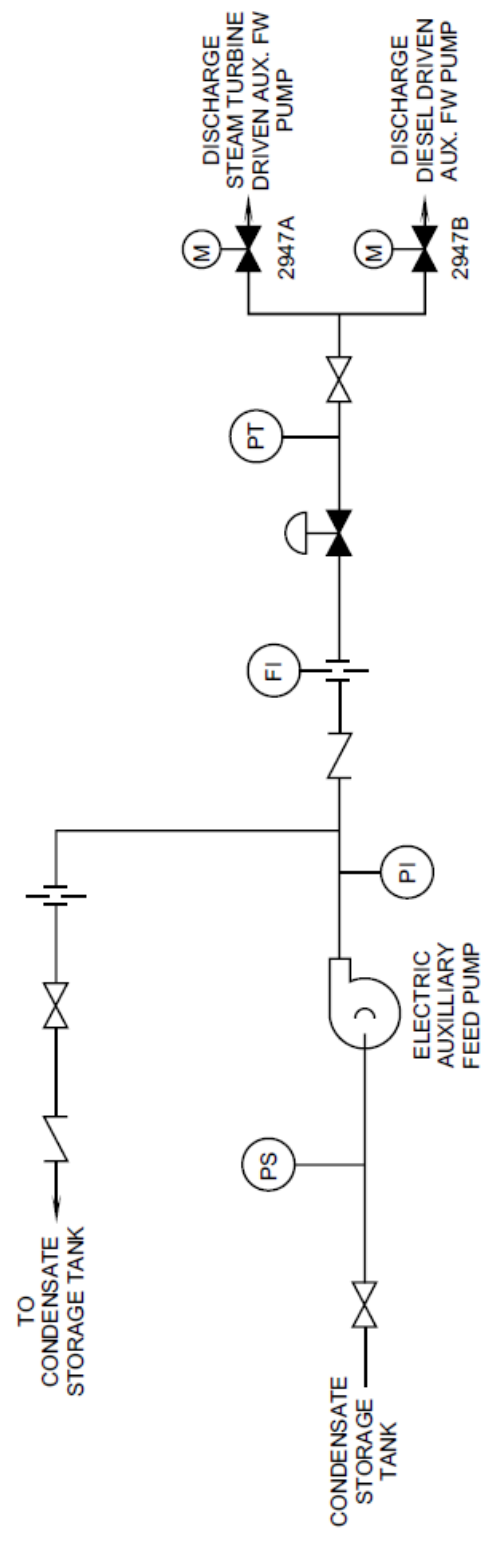 TO
CONDENSATE
STORAGE TANK
CONDENSATE
STORAGE
TANK
PS
ELECTRIC
AUXILLIARY
FEED PUMP
PI
FI
PT
M
2947A
DISCHARGE
STEAM TURBINE
DRIVEN AUX. FW
PUMP
M
2947B
DISCHARGE
DIESEL DRIVEN
AUX. FW PUMP